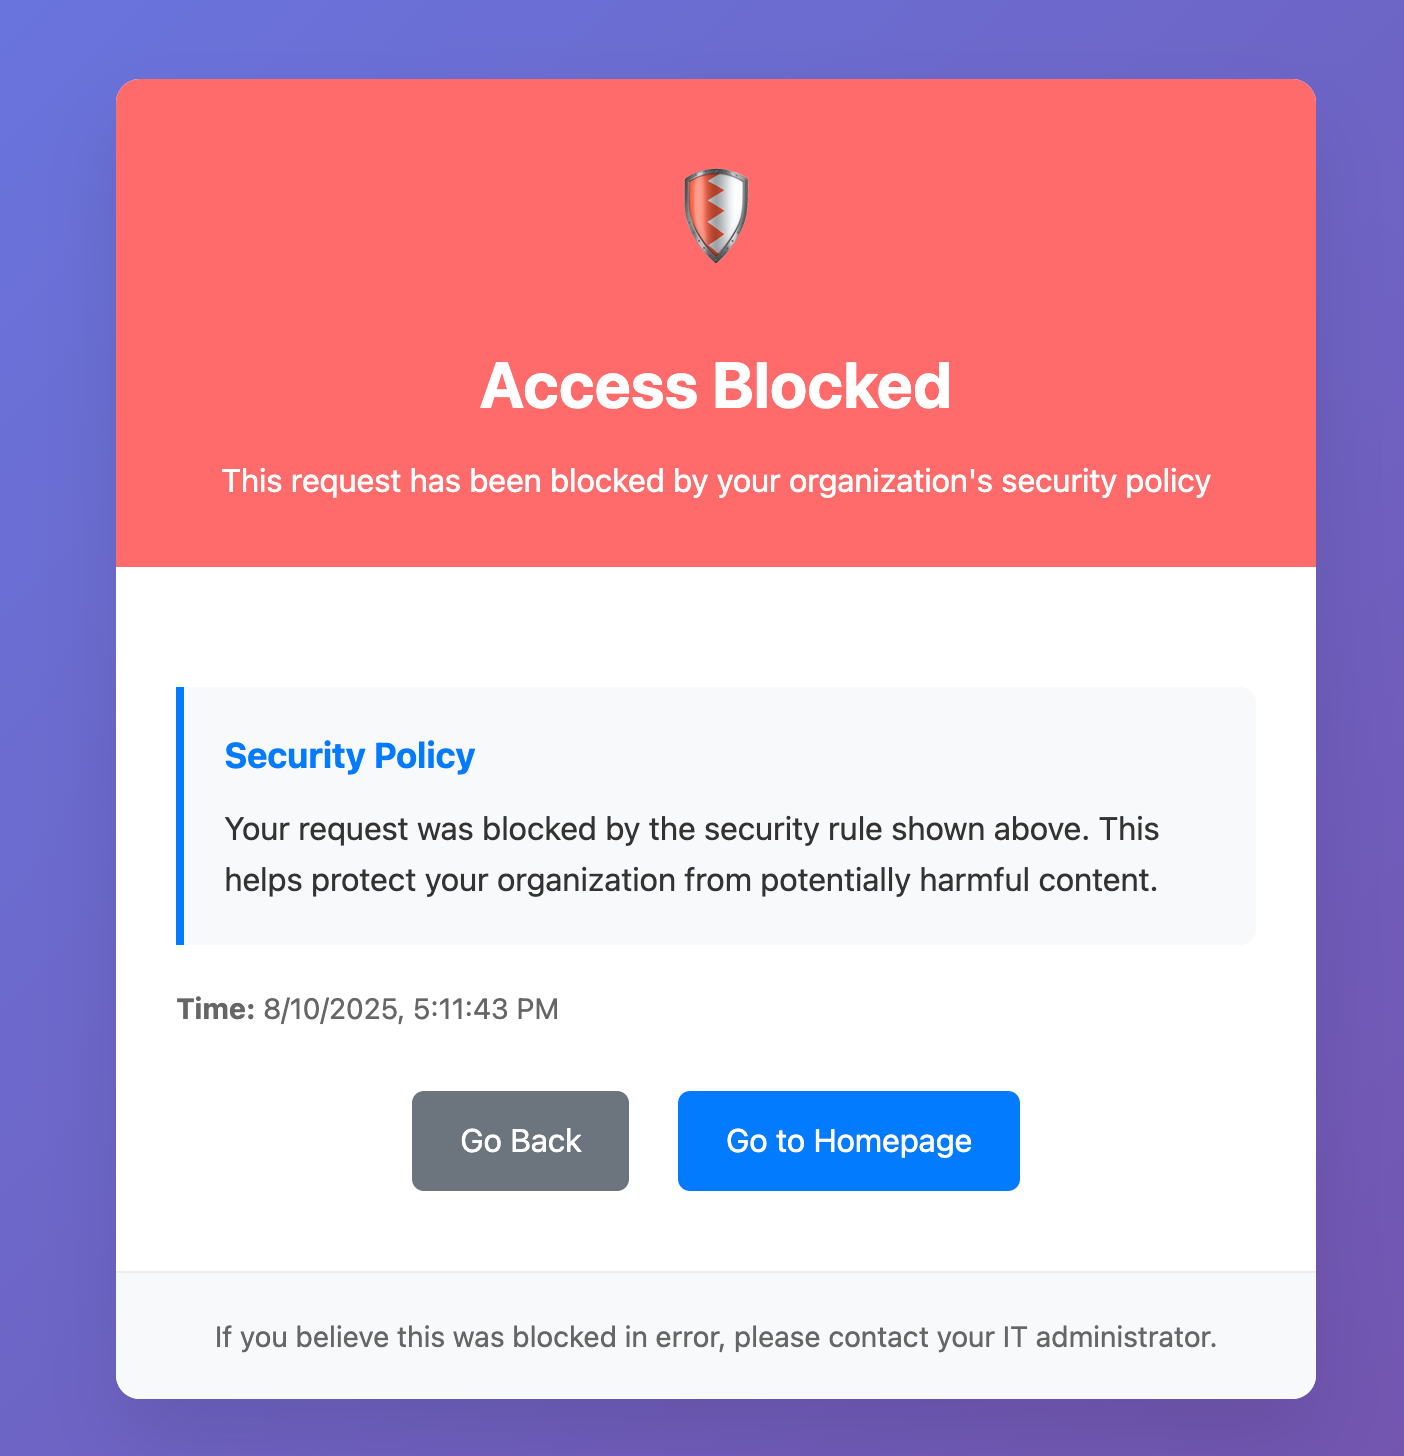 Access Blocked
This request has been blocked by your organization's security policy
Security Policy
Your request was blocked by the security rule shown above. This
helps protect your organization from potentially harmful content.
Time: 8/10/2025, 5:11:43 PM
Go Back
Go to Homepage
If you believe this was blocked in error, please contact your IT administrator.